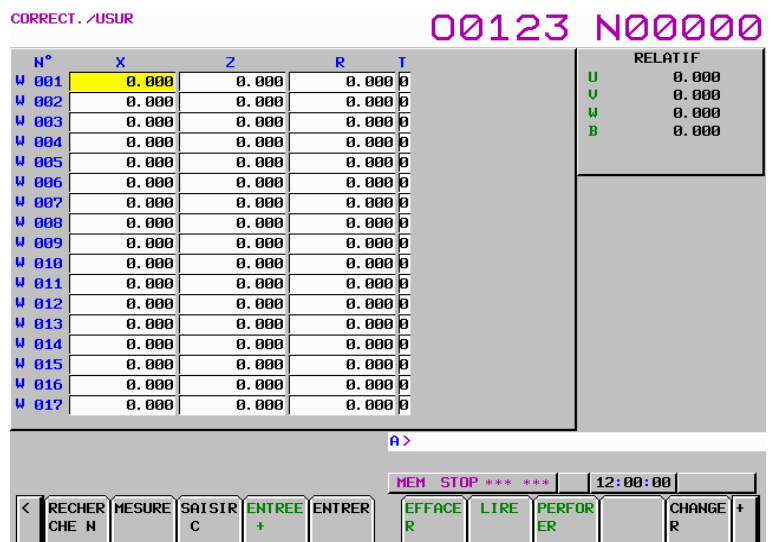 CORRECT./USUR O0123 N00000
N° X Z R T
W 001 0.000 0.000 0.000 0
W 002 0.000 0.000 0.000 0
W 003 0.000 0.000 0.000 0
W 004 0.000 0.000 0.000 0
W 005 0.000 0.000 0.000 0
W 006 0.000 0.000 0.000 0
W 007 0.000 0.000 0.000 0
W 008 0.000 0.000 0.000 0
W 009 0.000 0.000 0.000 0
W 010 0.000 0.000 0.000 0
W 011 0.000 0.000 0.000 0
W 012 0.000 0.000 0.000 0
W 013 0.000 0.000 0.000 0
W 014 0.000 0.000 0.000 0
W 015 0.000 0.000 0.000 0
W 016 0.000 0.000 0.000 0
W 017 0.000 0.000 0.000 0
RELATIF
U 0.000
V 0.000
W 0.000
B 0.000
A>
MEM STOP *** *** 12:00:00
< RECHER MESURE SAISIR ENTREE ENTRER EFFACE LIRE PERFOR CHANGE +
CHE N C + R ER R